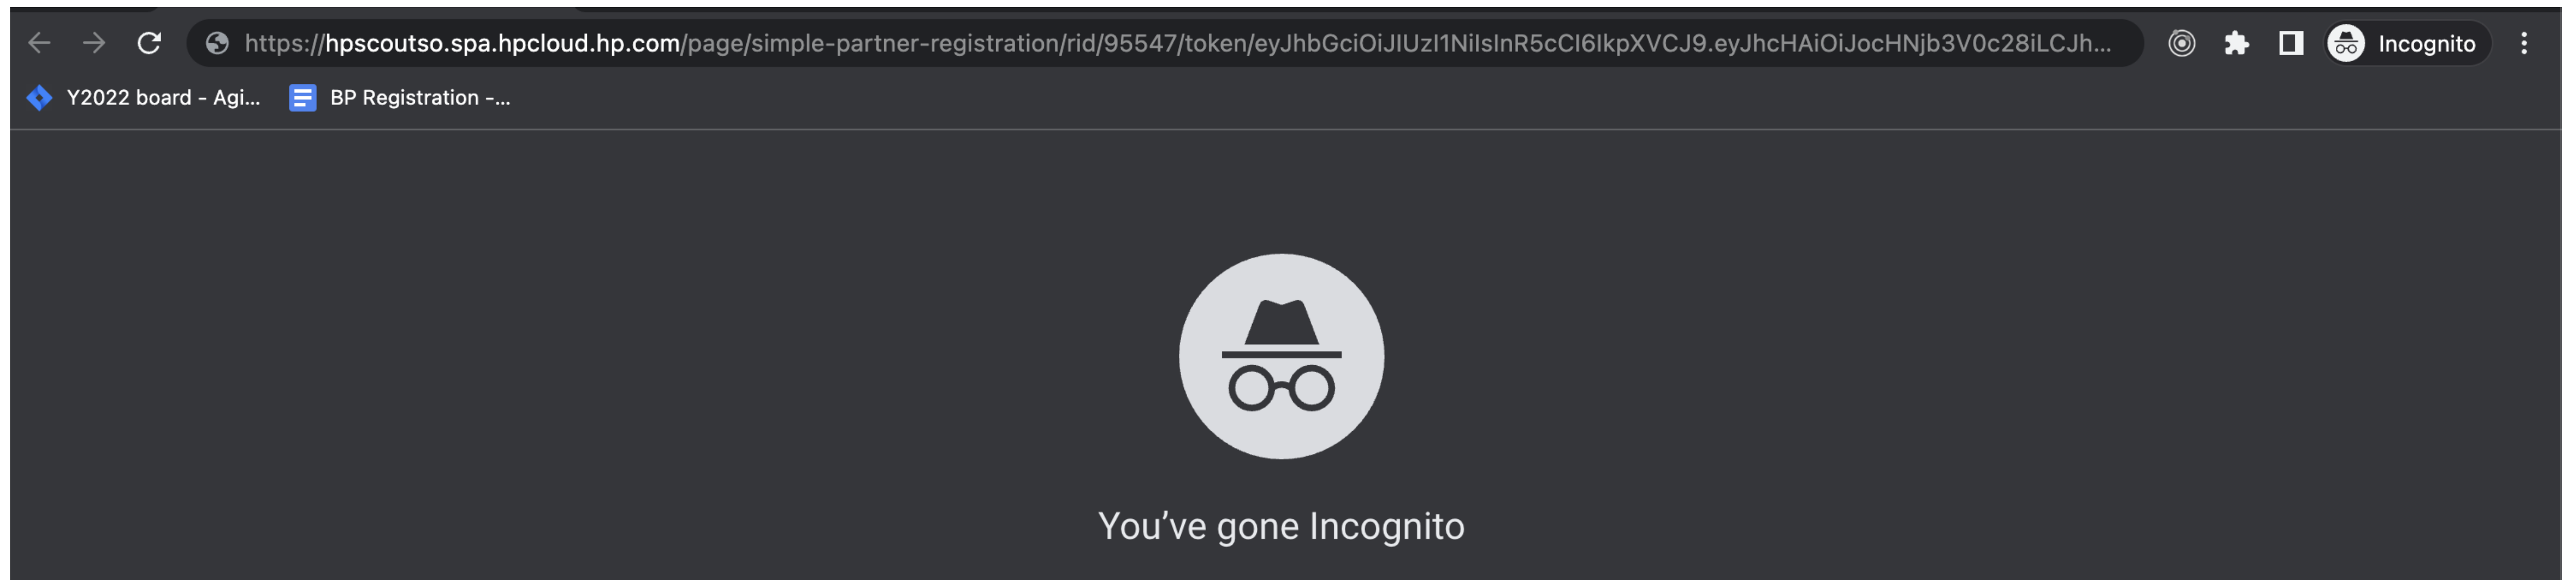 https://hpscoutso.spa.hpcloud.hp.com/page/simple-partner-registration/rid/95547/token/eyJhbGciOiJIUzI1NiIsInR5cCI6IkpXVCJ9.eyJhcHAiOiJocHNjb3V0c28iLCJh... Incognito
Y2022 board - Agi... BP Registration -...
You’ve gone Incognito